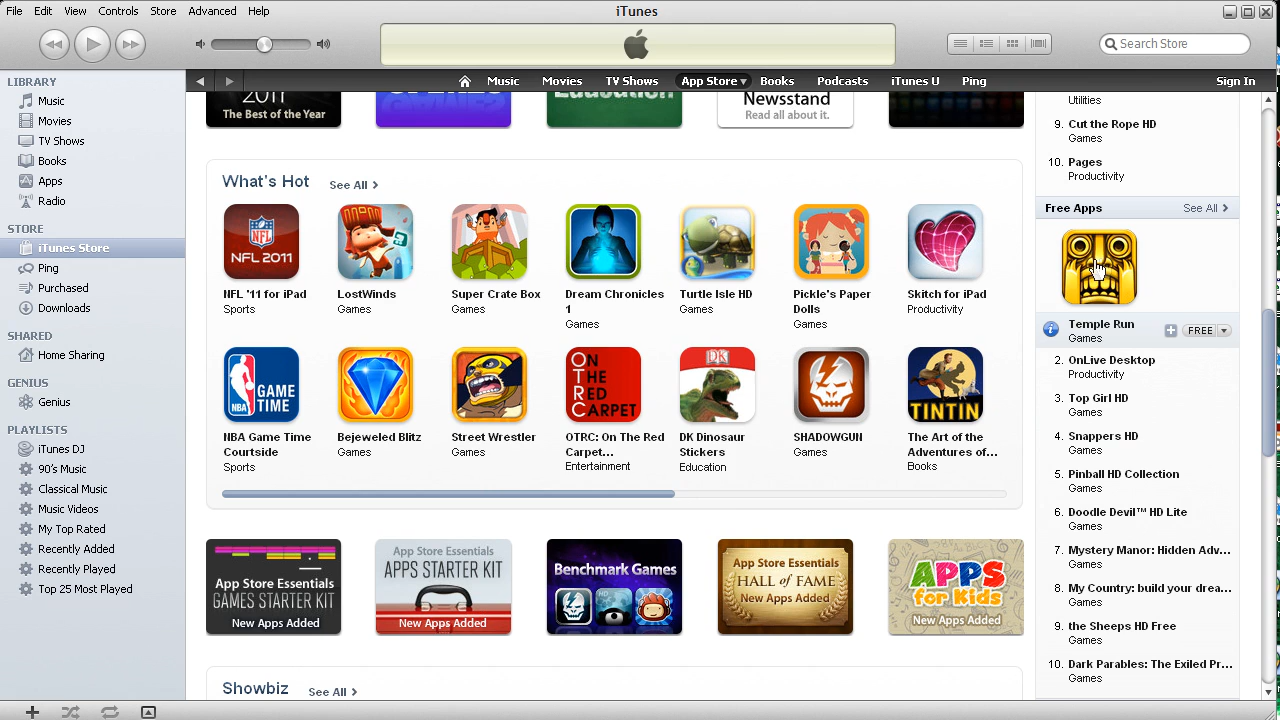 File Edit View Controls Store Advanced Help
iTunes
Search Store
Music Movies TV Shows App Store Books Podcasts iTunes U Ping
Sign In
LIBRARY
Music
Movies
TV Shows
Books
Apps
Radio
STORE
iTunes Store
Ping
Purchased
Downloads
SHARED
Home Sharing
GENIUS
Genius
PLAYLISTS
iTunes DJ
90's Music
Classical Music
Music Videos
My Top Rated
Recently Added
Recently Played
Top 25 Most Played
2011
The Best of the Year
Education
Newsstand
Read all about it.
What's Hot See All
NFL 2011
NFL '11 for iPad
Sports
LostWinds
Games
Super Crate Box
Games
Dream Chronicles
1
Games
Turtle Isle HD
Games
Pickle's Paper
Dolls
Games
Skitch for iPad
Productivity
NBA
GAME
TIME
NBA Game Time
Courtside
Sports
Bejeweled Blitz
Games
Street Wrestler
Games
ON
THE
RED
CARPET
OTRC: On The Red
Carpet...
Entertainment
DK
DK Dinosaur
Stickers
Education
SHADOWGUN
Games
TINTIN
The Art of the
Adventures of...
Books
App Store Essentials
GAMES STARTER KIT
New Apps Added
App Store Essentials
APPS STARTER KIT
New Apps Added
Benchmark Games
HD
App Store Essentials
HALL of FAME
New Apps Added
APPS
for Kids
New Apps Added
Showbiz See All
Utilities
9. Cut the Rope HD
Games
10. Pages
Productivity
Free Apps See All
Temple Run
Games
FREE
2. OnLive Desktop
Productivity
3. Top Girl HD
Games
4. Snappers HD
Games
5. Pinball HD Collection
Games
6. Doodle Devil™ HD Lite
Games
7. Mystery Manor: Hidden Adv...
Games
8. My Country: build your drea...
Games
9. the Sheeps HD Free
Games
10. Dark Parables: The Exiled Pr...
Games